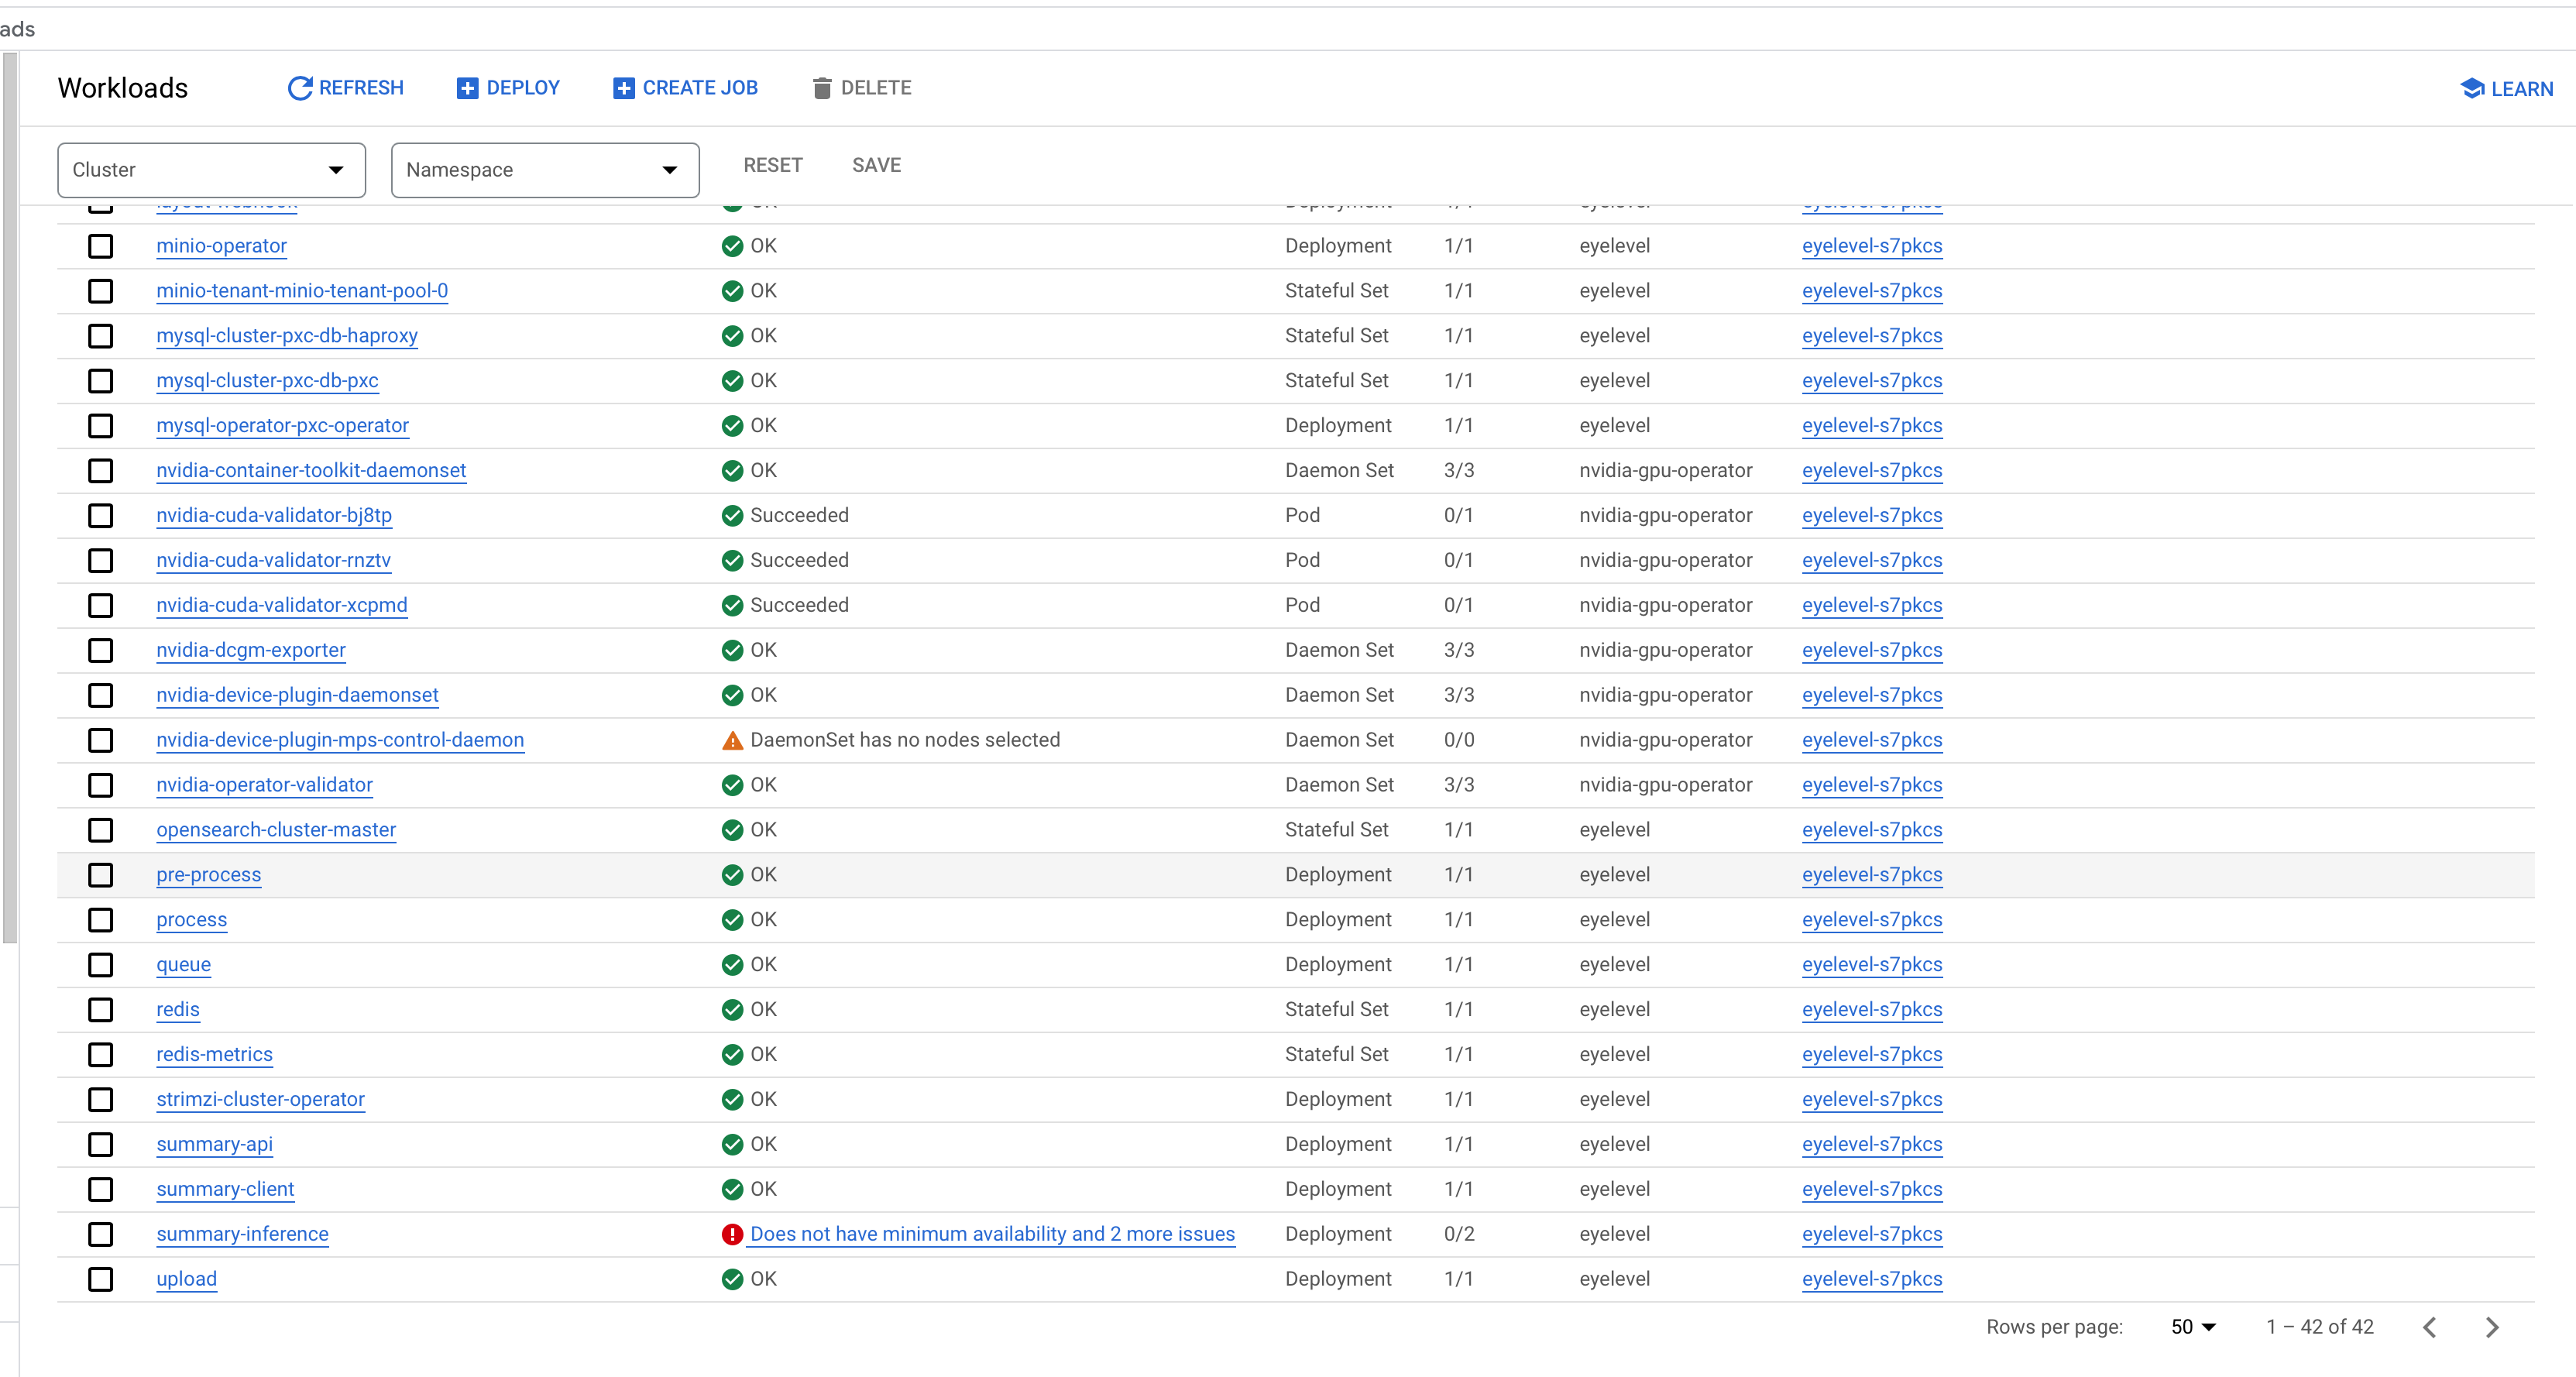 ads
Workloads REFRESH DEPLOY CREATE JOB DELETE LEARN
Cluster Namespace RESET SAVE
minio-operator OK Deployment 1/1 eyelevel eyelevel-s7pkcs
minio-tenant-minio-tenant-pool-0 OK Stateful Set 1/1 eyelevel eyelevel-s7pkcs
mysql-cluster-pxc-db-haproxy OK Stateful Set 1/1 eyelevel eyelevel-s7pkcs
mysql-cluster-pxc-db-pxc OK Stateful Set 1/1 eyelevel eyelevel-s7pkcs
mysql-operator-pxc-operator OK Deployment 1/1 eyelevel eyelevel-s7pkcs
nvidia-container-toolkit-daemonset OK Daemon Set 3/3 nvidia-gpu-operator eyelevel-s7pkcs
nvidia-cuda-validator-bj8tp Succeeded Pod 0/1 nvidia-gpu-operator eyelevel-s7pkcs
nvidia-cuda-validator-rnztv Succeeded Pod 0/1 nvidia-gpu-operator eyelevel-s7pkcs
nvidia-cuda-validator-xcpmd Succeeded Pod 0/1 nvidia-gpu-operator eyelevel-s7pkcs
nvidia-dcgm-exporter OK Daemon Set 3/3 nvidia-gpu-operator eyelevel-s7pkcs
nvidia-device-plugin-daemonset OK Daemon Set 3/3 nvidia-gpu-operator eyelevel-s7pkcs
nvidia-device-plugin-mps-control-daemon DaemonSet has no nodes selected Daemon Set 0/0 nvidia-gpu-operator eyelevel-s7pkcs
nvidia-operator-validator OK Daemon Set 3/3 nvidia-gpu-operator eyelevel-s7pkcs
opensearch-cluster-master OK Stateful Set 1/1 eyelevel eyelevel-s7pkcs
pre-process OK Deployment 1/1 eyelevel eyelevel-s7pkcs
process OK Deployment 1/1 eyelevel eyelevel-s7pkcs
queue OK Deployment 1/1 eyelevel eyelevel-s7pkcs
redis OK Stateful Set 1/1 eyelevel eyelevel-s7pkcs
redis-metrics OK Stateful Set 1/1 eyelevel eyelevel-s7pkcs
strimzi-cluster-operator OK Deployment 1/1 eyelevel eyelevel-s7pkcs
summary-api OK Deployment 1/1 eyelevel eyelevel-s7pkcs
summary-client OK Deployment 1/1 eyelevel eyelevel-s7pkcs
summary-inference Does not have minimum availability and 2 more issues Deployment 0/2 eyelevel eyelevel-s7pkcs
upload OK Deployment 1/1 eyelevel eyelevel-s7pkcs
Rows per page: 50 1 – 42 of 42